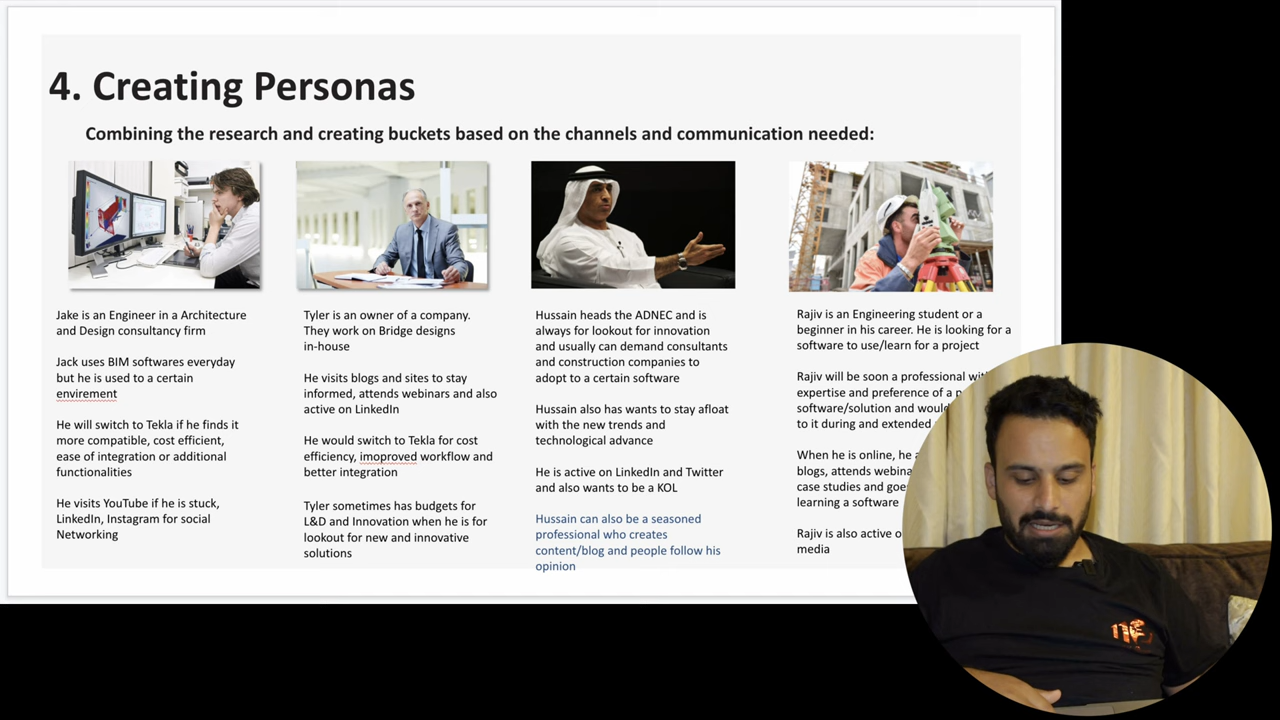 4. Creating Personas
Combining the research and creating buckets based on the channels and communication needed:
Jake is an Engineer in a Architecture
and Design consultancy firm
Jack uses BIM softwares everyday
but he is used to a certain
envirement
He will switch to Tekla if he finds it
more compatible, cost efficient,
ease of integration or additional
functionalities
He visits YouTube if he is stuck,
LinkedIn, Instagram for social
Networking
Tyler is an owner of a company.
They work on Bridge designs
in-house
He visits blogs and sites to stay
informed, attends webinars and also
active on LinkedIn
He would switch to Tekla for cost
efficiency, imoproved workflow and
better integration
Tyler sometimes has budgets for
L&D and Innovation when he is for
lookout for new and innovative
solutions
Hussain heads the ADNEC and is
always for lookout for innovation
and usually can demand consultants
and construction companies to
adopt to a certain software
Hussain also has wants to stay afloat
with the new trends and
technological advance
He is active on LinkedIn and Twitter
and also wants to be a KOL
Hussain can also be a seasoned
professional who creates
content/blog and people follow his
opinion
Rajiv is an Engineering student or a
beginner in his career. He is looking for a
software to use/learn for a project
Rajiv will be soon a professional
expertise and preference of a
software/solution and would
to it during and extended
When he is online, he
blogs, attends
case studies and
learning a software
Rajiv is also active
media